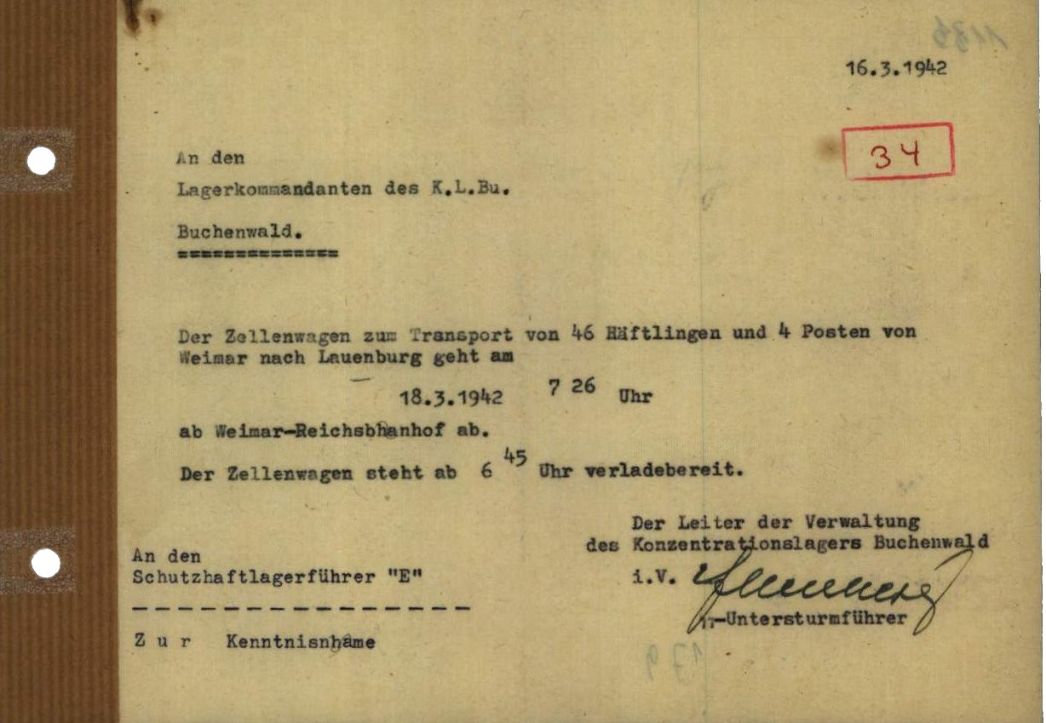 16.3.1942
34
An den
Lagerkommandanten des K.L.Bu.
Buchenwald.
==============
Der Zellenwagen zum Transport von 46 Häftlingen und 4 Posten von
Weimar nach Lauenburg geht am
18.3.1942 7 26 Uhr
ab Weimar-Reichsbhanhof ab.
Der Zellenwagen steht ab 6 45 Uhr verladebereit.
Der Leiter der Verwaltung
des Konzentrationslagers Buchenwald
i.V.
-Untersturmführer
An den
Schutzhaftlagerführer "E"
- - - - - - - - - - - - - - - - -
Z u r Kenntnisnhame